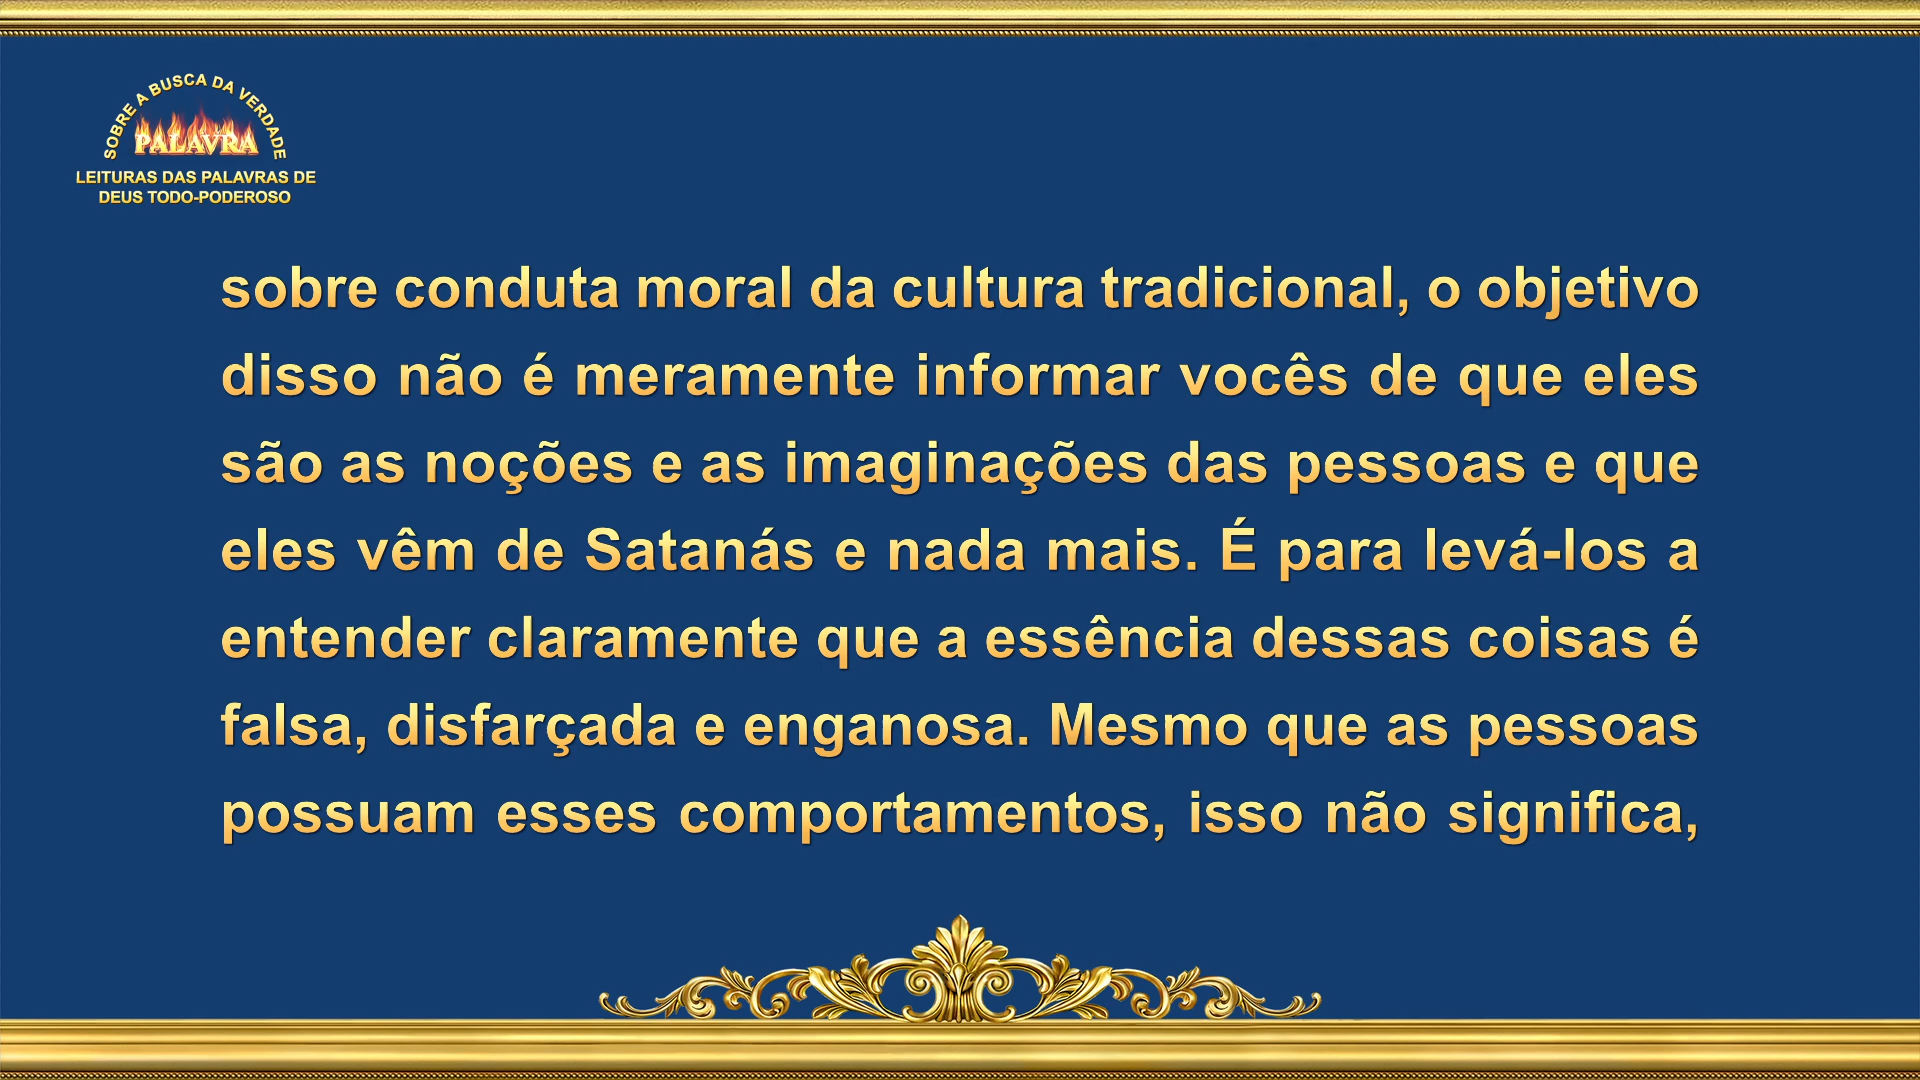 SOBRE A BUSCA DA VERDADE
PALAVRA
LEITURAS DAS PALAVRAS DE
DEUS TODO-PODEROSO
sobre conduta moral da cultura tradicional, o objetivo
disso não é meramente informar vocês de que eles
são as noções e as imaginações das pessoas e que
eles vêm de Satanás e nada mais. É para levá-los a
entender claramente que a essência dessas coisas é
falsa, disfarçada e enganosa. Mesmo que as pessoas
possuam esses comportamentos, isso não significa,